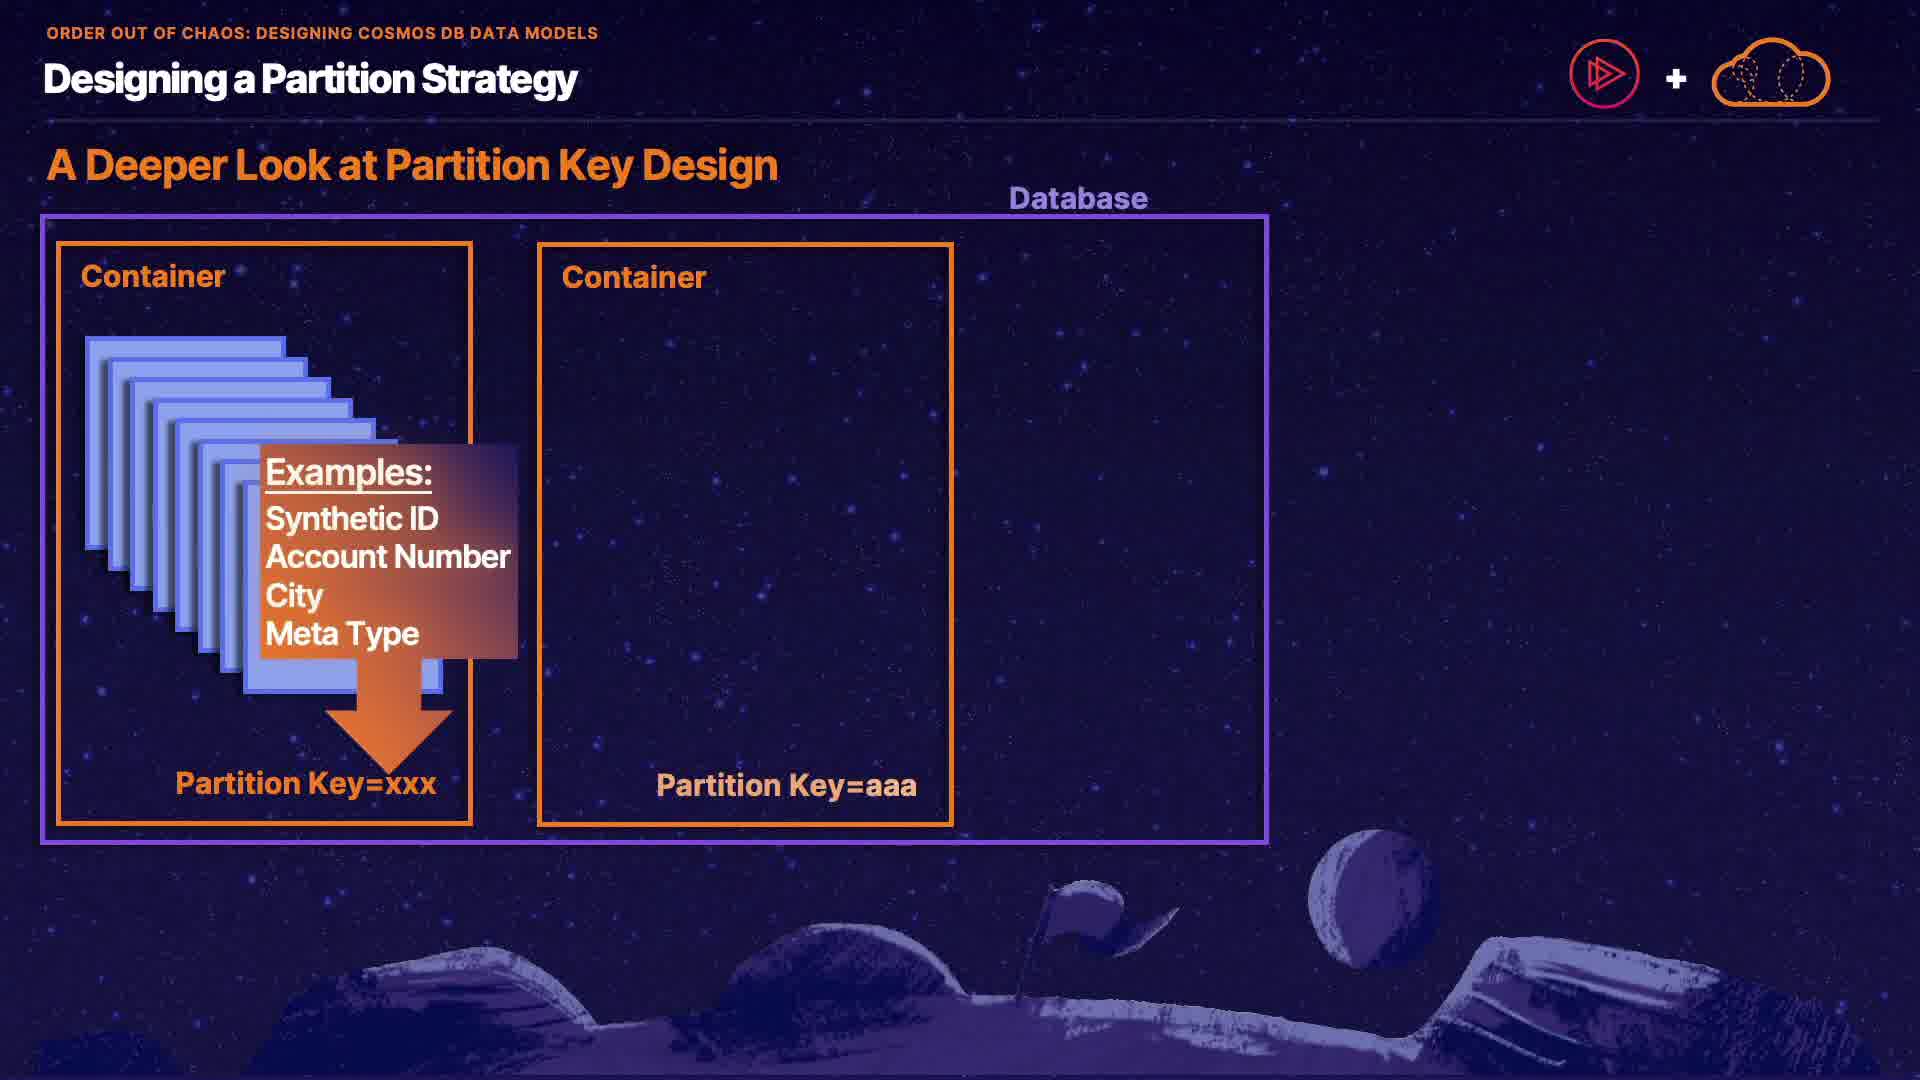 ORDER OUT OF CHAOS: DESIGNING COSMOS DB DATA MODELS
Designing a Partition Strategy
+
A Deeper Look at Partition Key Design
Database
Container
Container
Examples:
Synthetic ID
Account Number
City
Meta Type
Partition Key=xxx
Partition Key=aaa